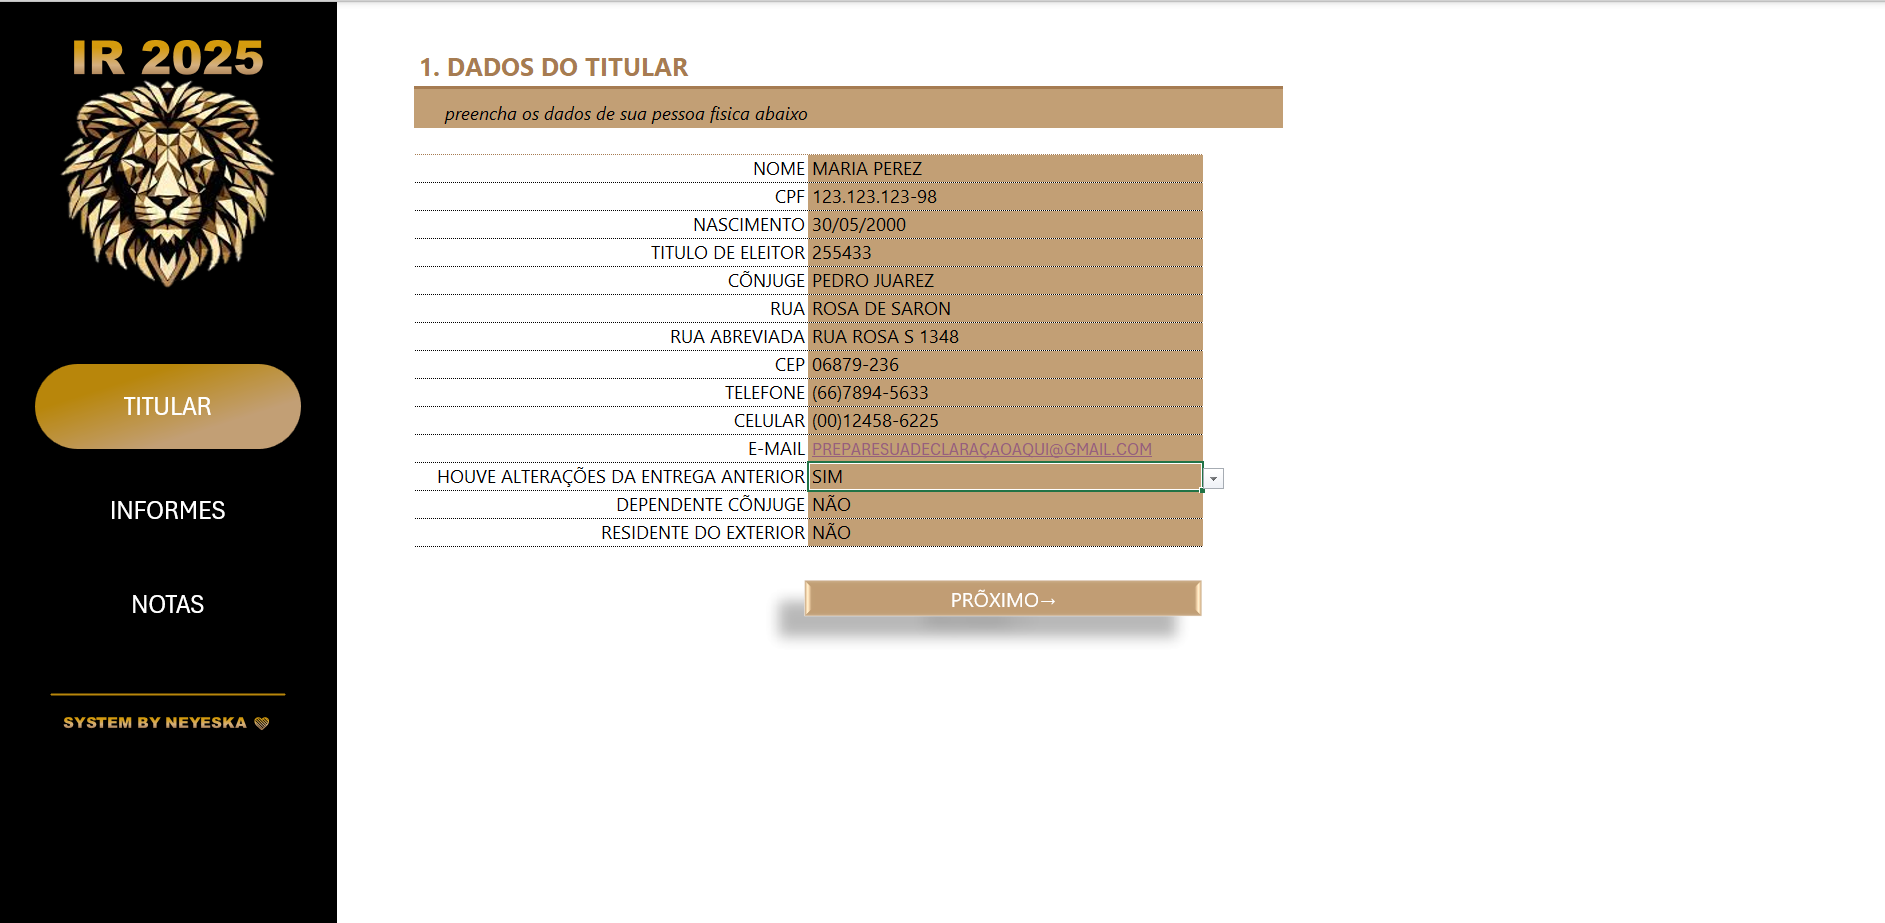 IR 2025
TITULAR
INFORMES
NOTAS
SYSTEM BY NEYESKA
1. DADOS DO TITULAR
preencha os dados de sua pessoa fisica abaixo
NOME MARIA PEREZ
CPF 123.123.123-98
NASCIMENTO 30/05/2000
TITULO DE ELEITOR 255433
CÕNJUGE PEDRO JUAREZ
RUA ROSA DE SARON
RUA ABREVIADA RUA ROSA S 1348
CEP 06879-236
TELEFONE (66)7894-5633
CELULAR (00)12458-6225
E-MAIL PREPARESUADECLARAÇAOAQUI@GMAIL.COM
HOUVE ALTERAÇÕES DA ENTREGA ANTERIOR SIM
DEPENDENTE CÕNJUGE NÃO
RESIDENTE DO EXTERIOR NÃO
PRÕXIMO→